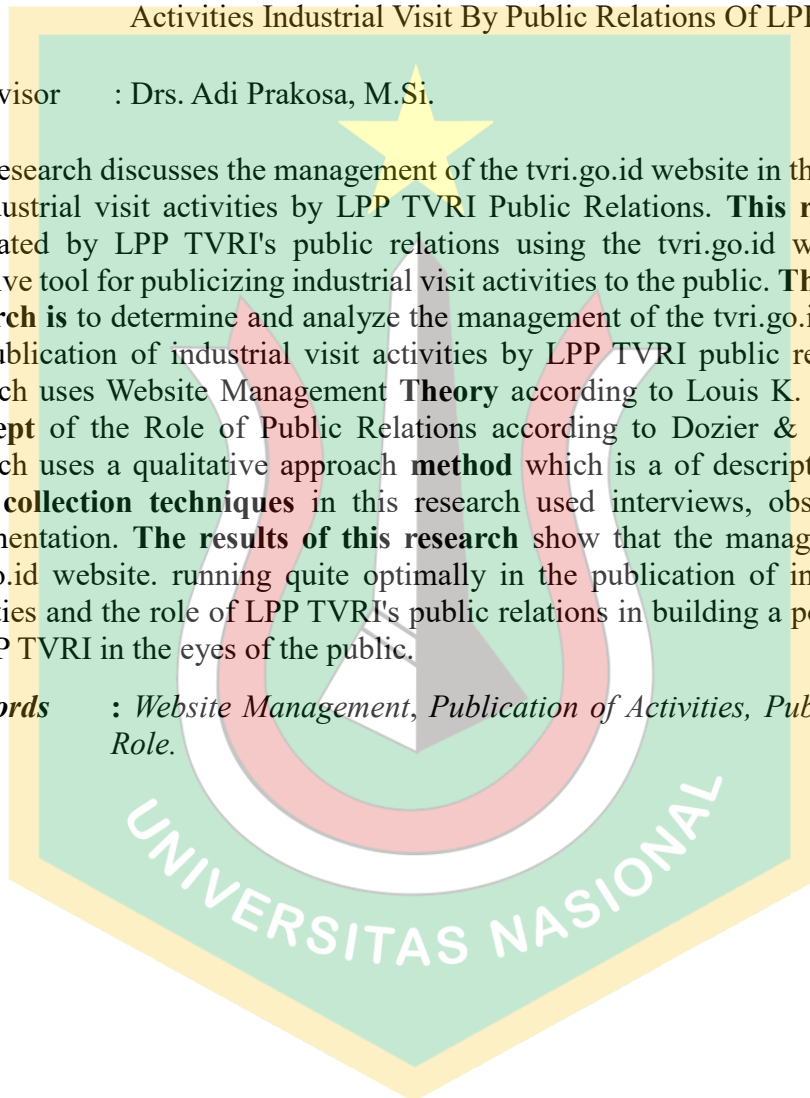 Activities Industrial Visit By Public Relations Of LPP
visor : Drs. Adi Prakosa, M.Si.
esearch discusses the management of the tvri.go.id website in th
lustrial visit activities by LPP TVRI Public Relations. This r
ated by LPP TVRI's public relations using the tvri.go.id w
ive tool for publicizing industrial visit activities to the public. Th
rch is to determine and analyze the management of the tvri.go.i
ublication of industrial visit activities by LPP TVRI public re
ch uses Website Management Theory according to Louis K.
ept of the Role of Public Relations according to Dozier &
ch uses a qualitative approach method which is a of descript
collection techniques in this research used interviews, obs
nentation. The results of this research show that the manag
o.id website. running quite optimally in the publication of in
ties and the role of LPP TVRI's public relations in building a po
P TVRI in the eyes of the public.
ords : Website Management, Publication of Activities, Pub
Role.
UNIVERSITAS NASIONAL